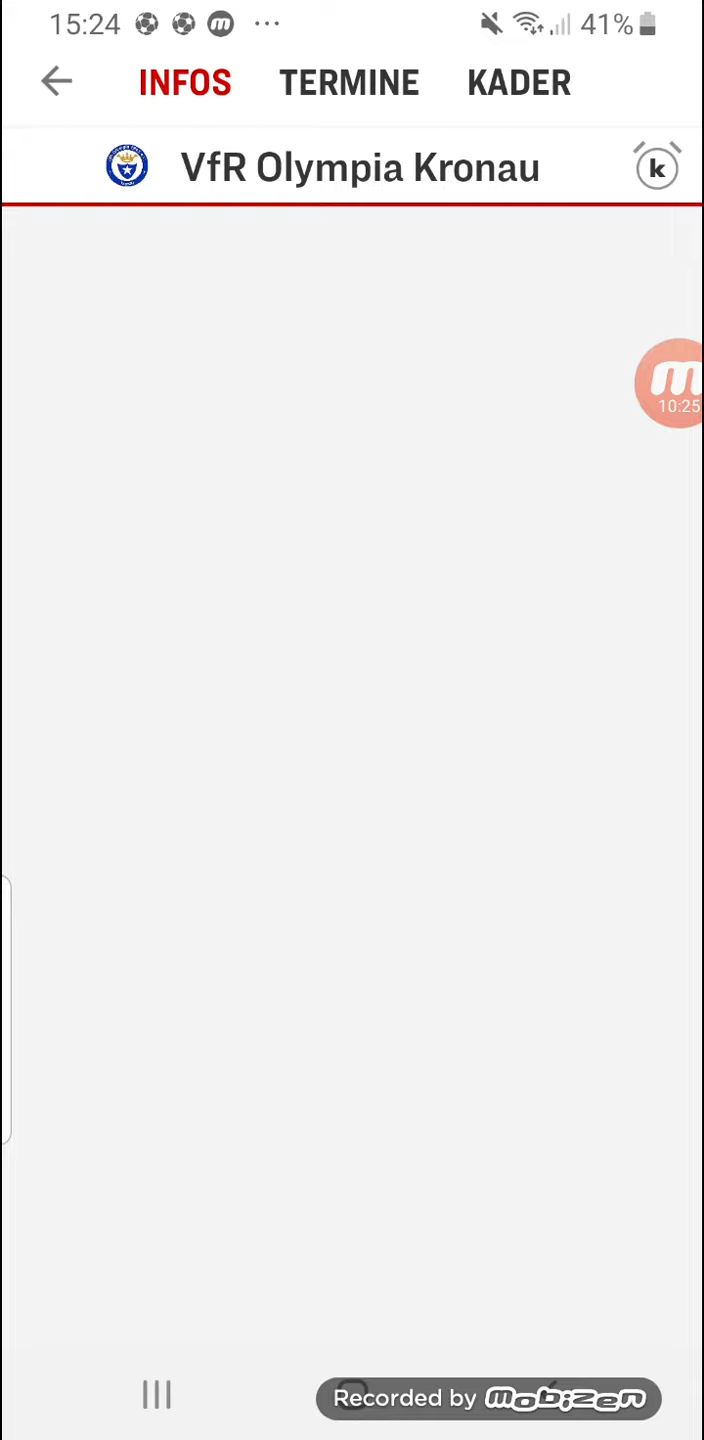 15:24 m ... 41%
INFOS TERMINE KADER
VfR Olympia Kronau k
m
10:25
Recorded by mobizen